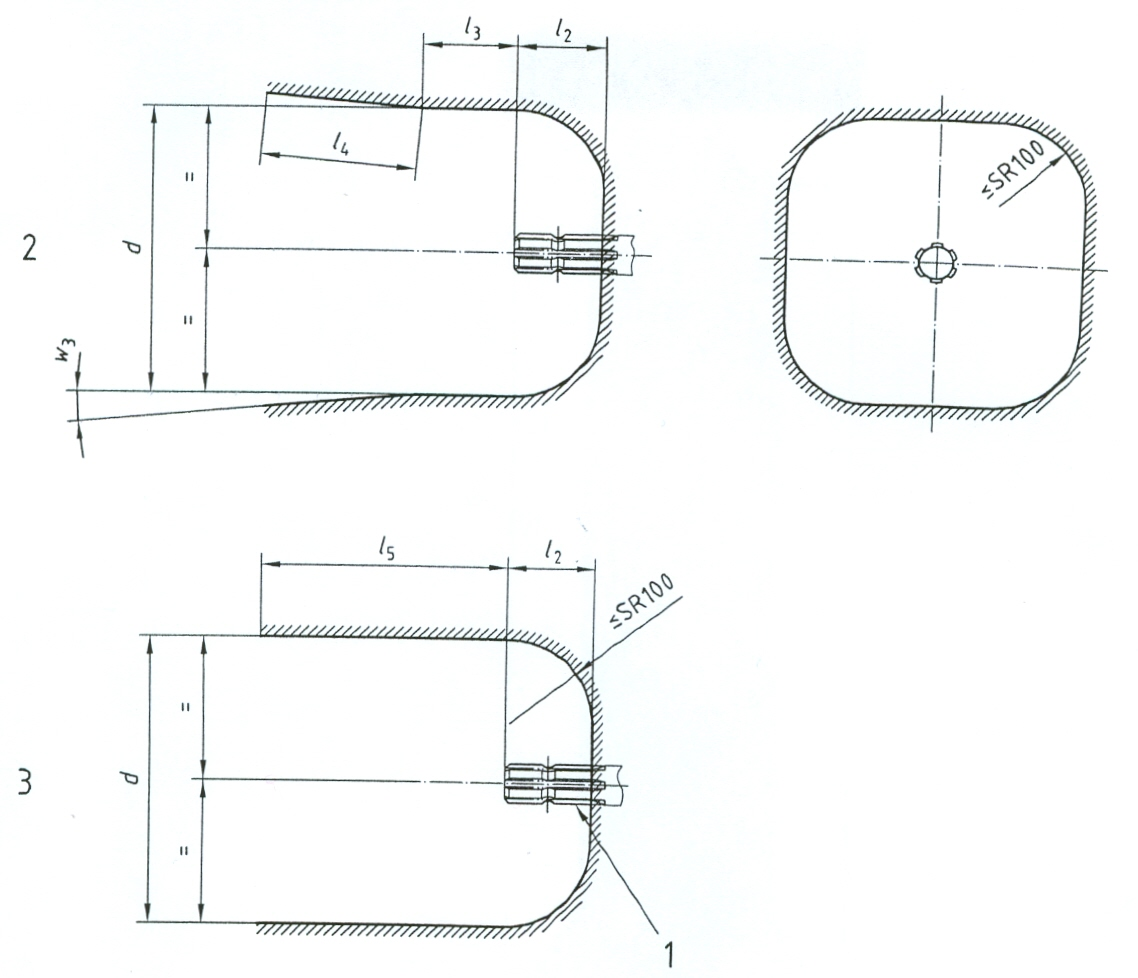 l3 l2
l4
=
d
2
=
w3
≤SR100
l5 l2
≤SR100
=
d
3
=
1